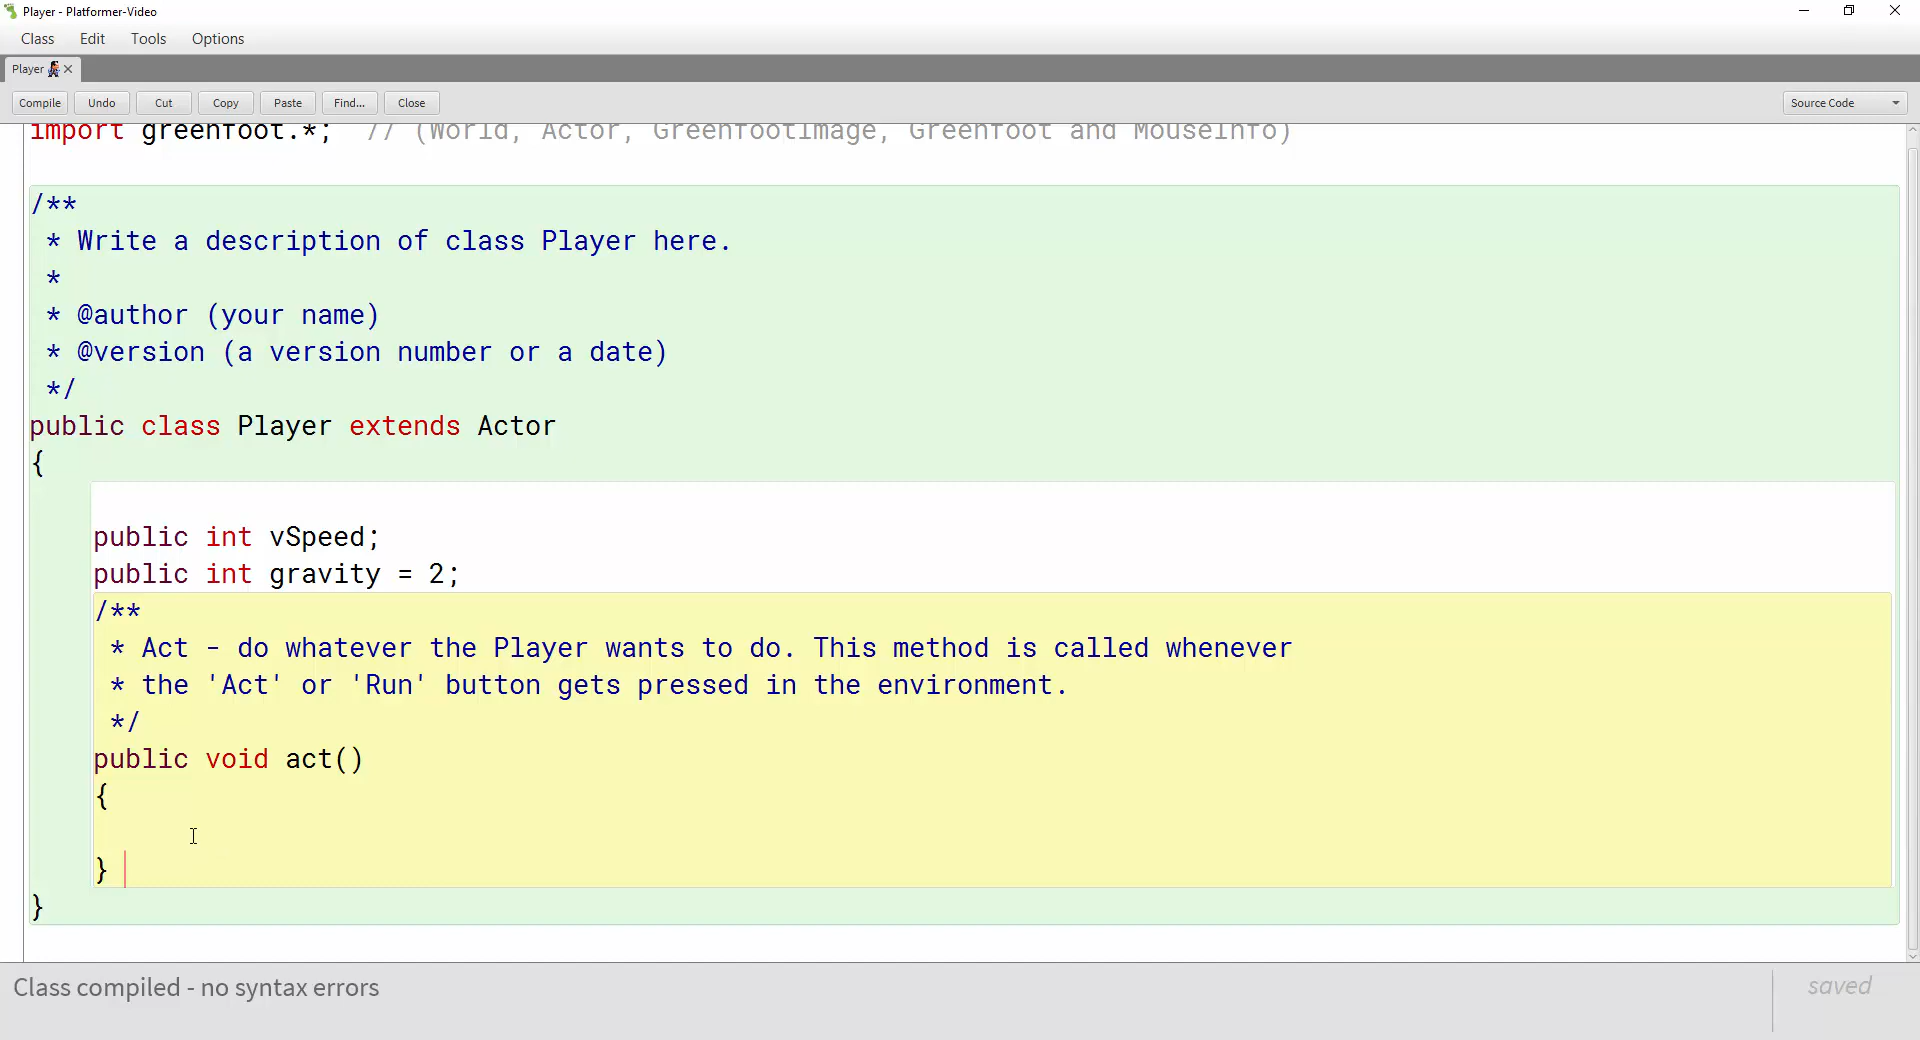 Player - Platformer-Video
Class Edit Tools Options
Player
Compile Undo Cut Copy Paste Find... Close Source Code
import greenfoot.*;  // (World, Actor, GreenfootImage, Greenfoot and MouseInfo)
/**
 * Write a description of class Player here.
 *
 * @author (your name)
 * @version (a version number or a date)
 */
public class Player extends Actor
{
    public int vSpeed;
    public int gravity = 2;
    /**
     * Act - do whatever the Player wants to do. This method is called whenever
     * the 'Act' or 'Run' button gets pressed in the environment.
     */
    public void act()
    {
    }
}
Class compiled - no syntax errors
saved